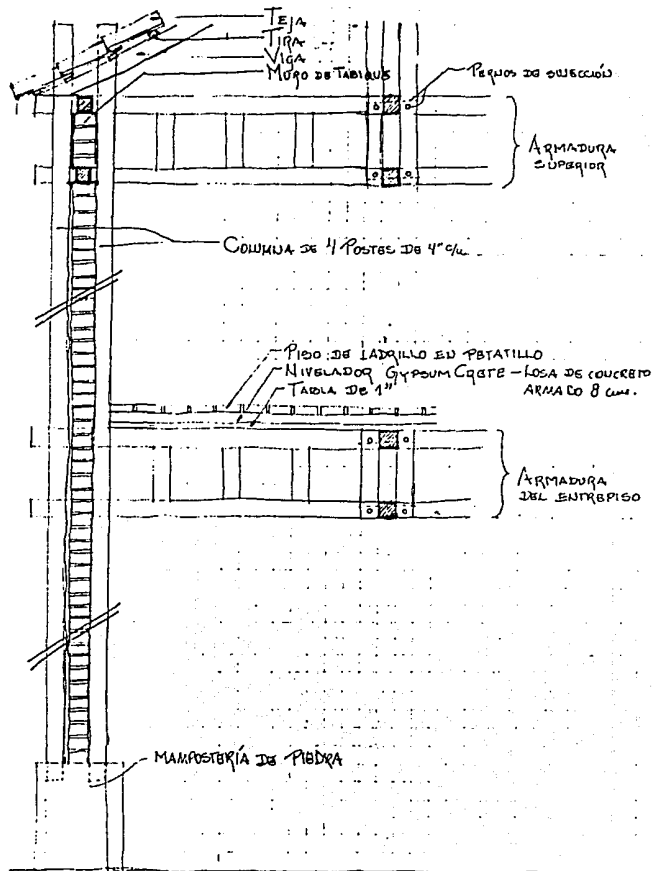 TEJA
TIRA
VIGA
MURO DE TABIQUE
PERNOS DE SUJECCIÓN
ARMADURA
SUPERIOR
COLUMNA DE 4 POSTES DE 4" c/u.
PISO DE LADRILLO EN PETATILLO
NIVELADOR GYPSUM CRETE - LOSA DE CONCRETO
ARMADO 8 cms.
TABLA DE 1"
ARMADURA
DEL ENTREPISO
MAMPOSTERÍA DE PIEDRA